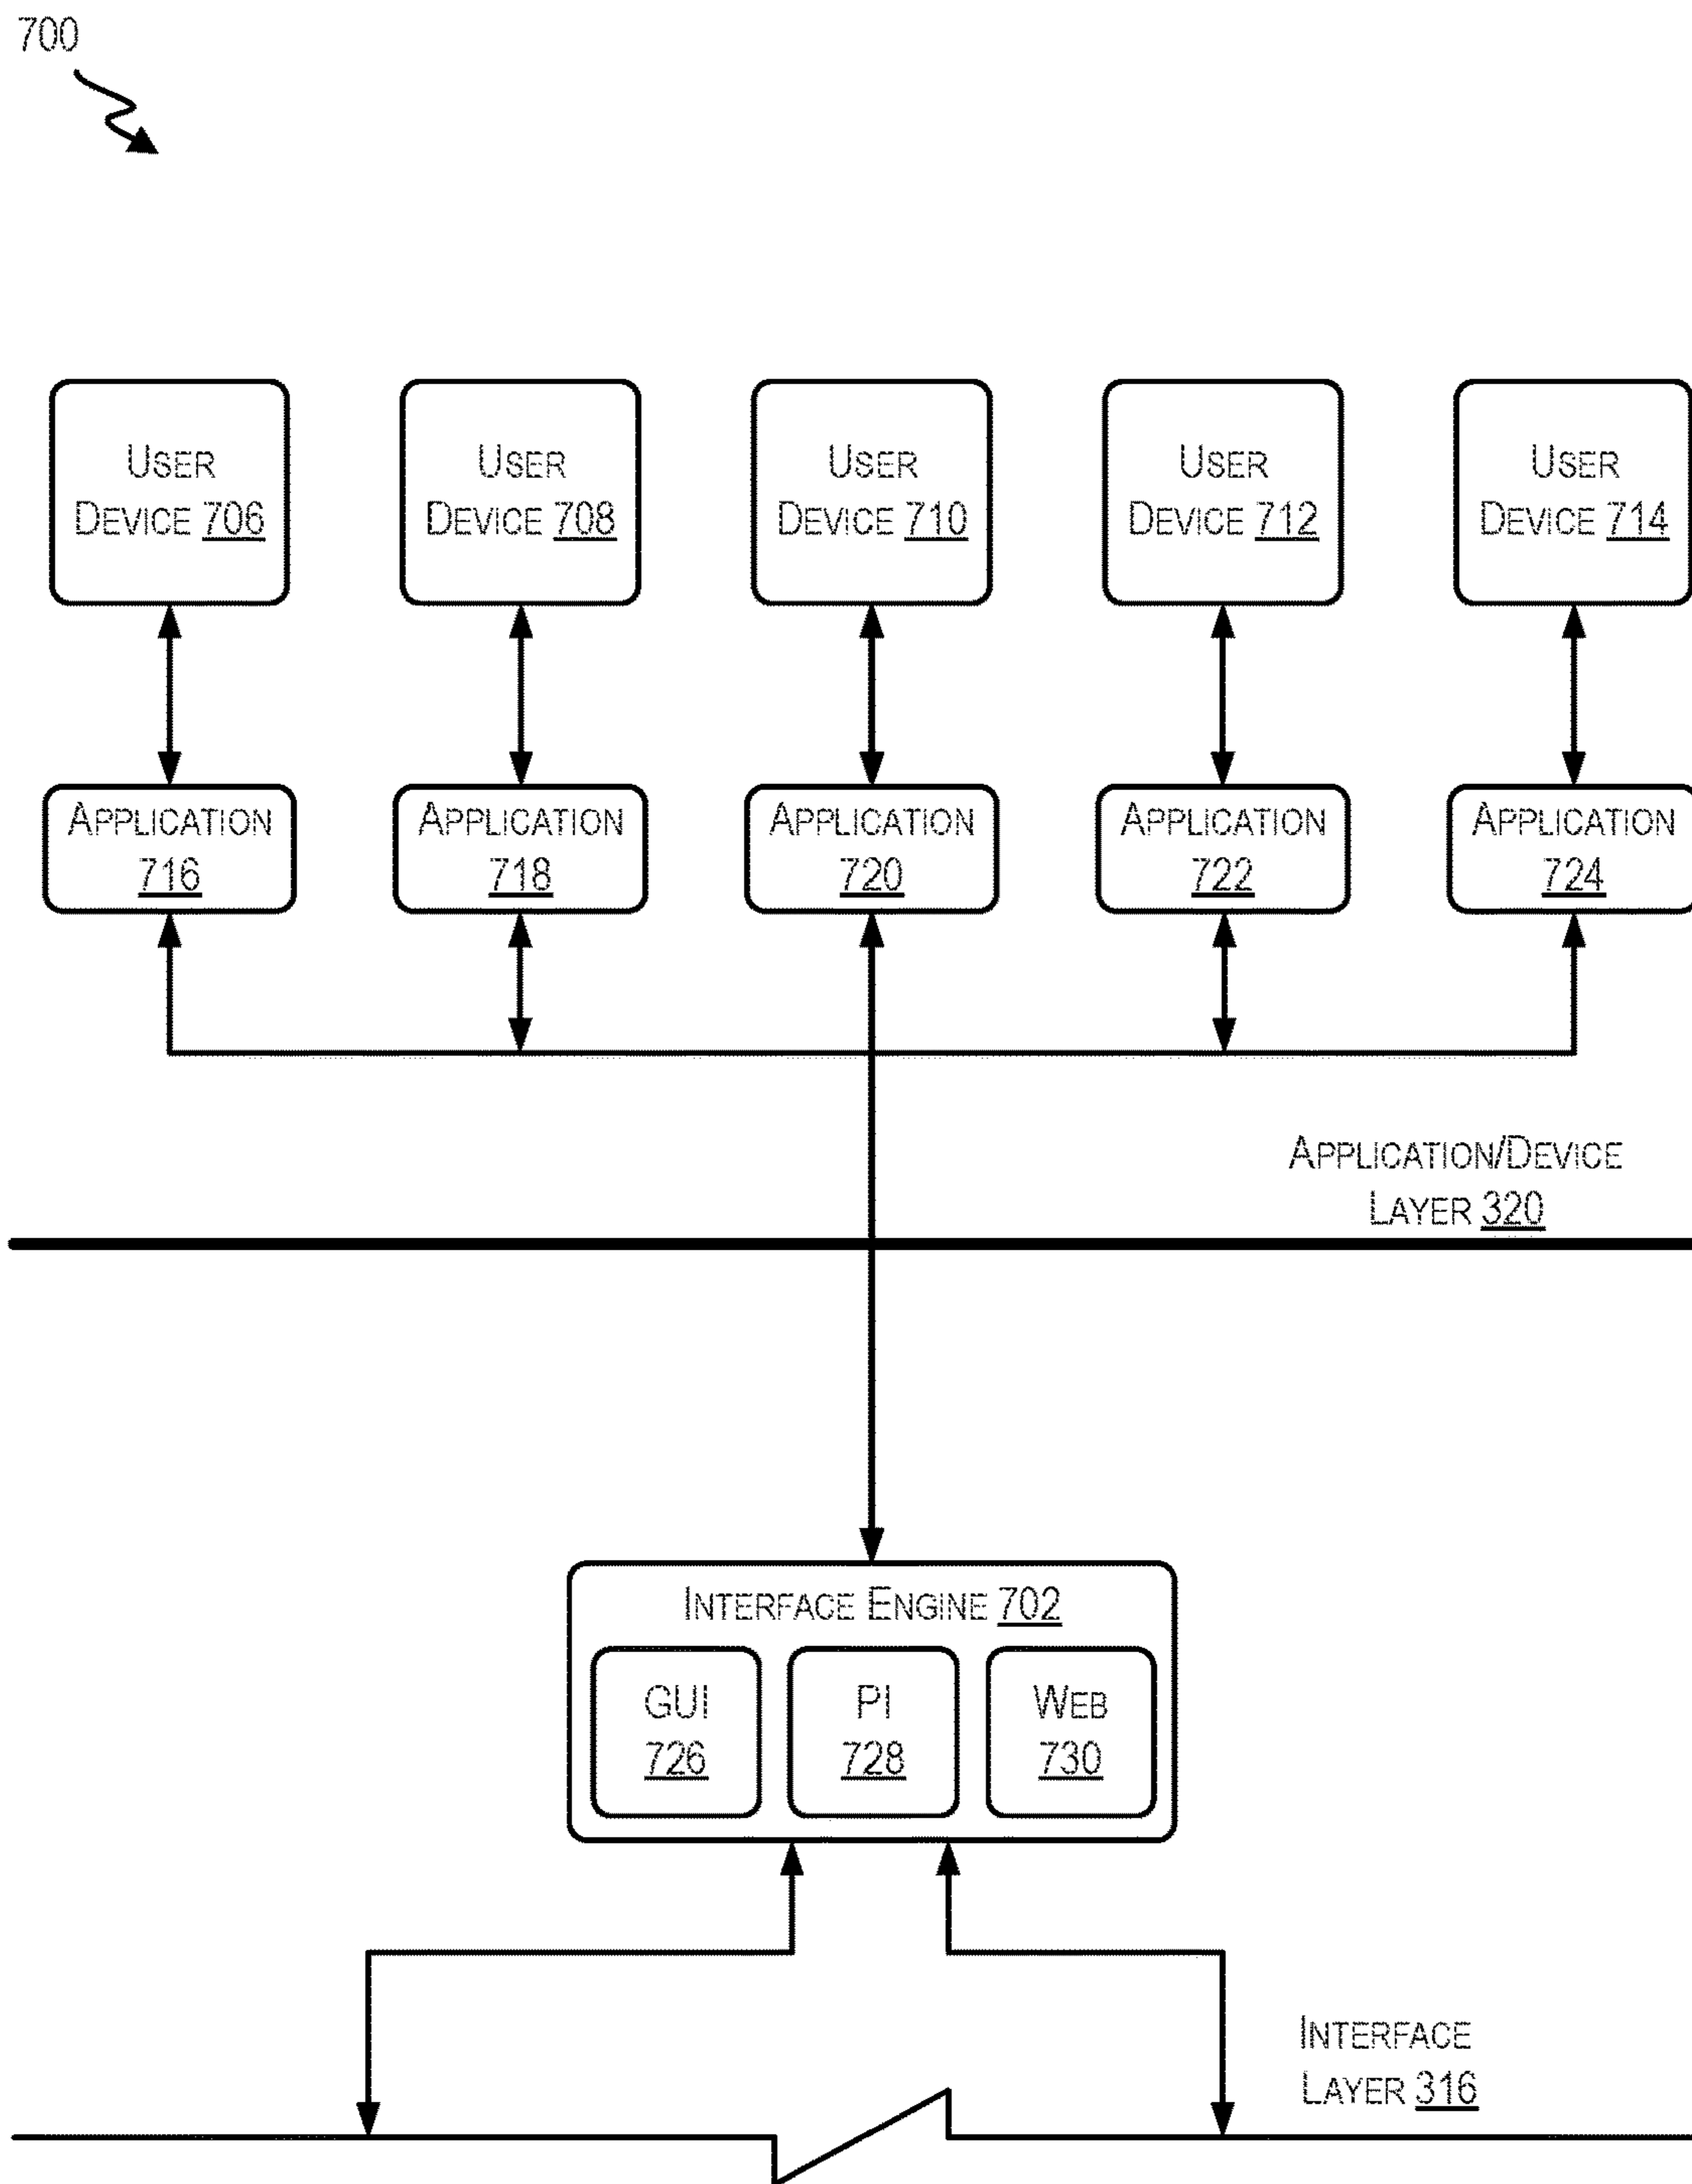 700
USER USER USER USER USER
DEVICE 706 DEVICE 708 DEVICE 710 DEVICE 712 DEVICE 714
APPLICATION APPLICATION APPLICATION APPLICATION APPLICATION
716 718 720 722 724
APPLICATION/DEVICE
LAYER 320
INTERFACE ENGINE 702
GUI PI WEB
726 728 730
INTERFACE
LAYER 316